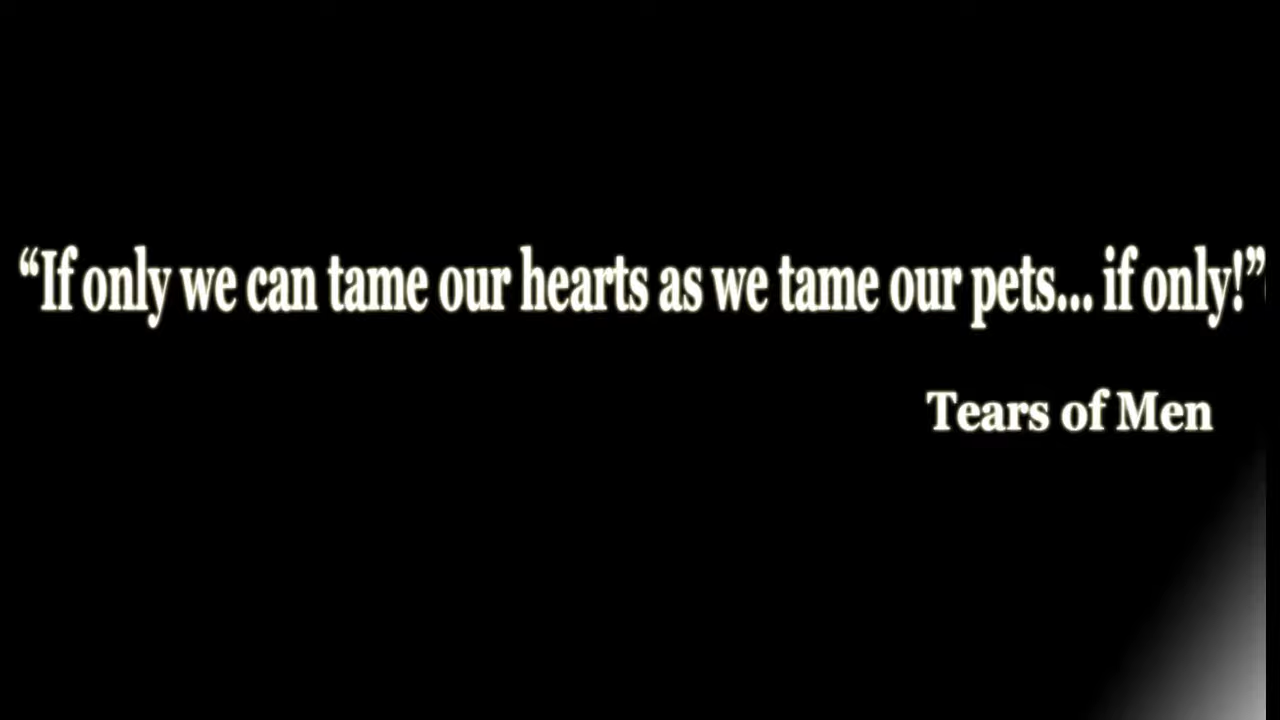 “If only we can tame our hearts as we tame our pets... if only!”
Tears of Men